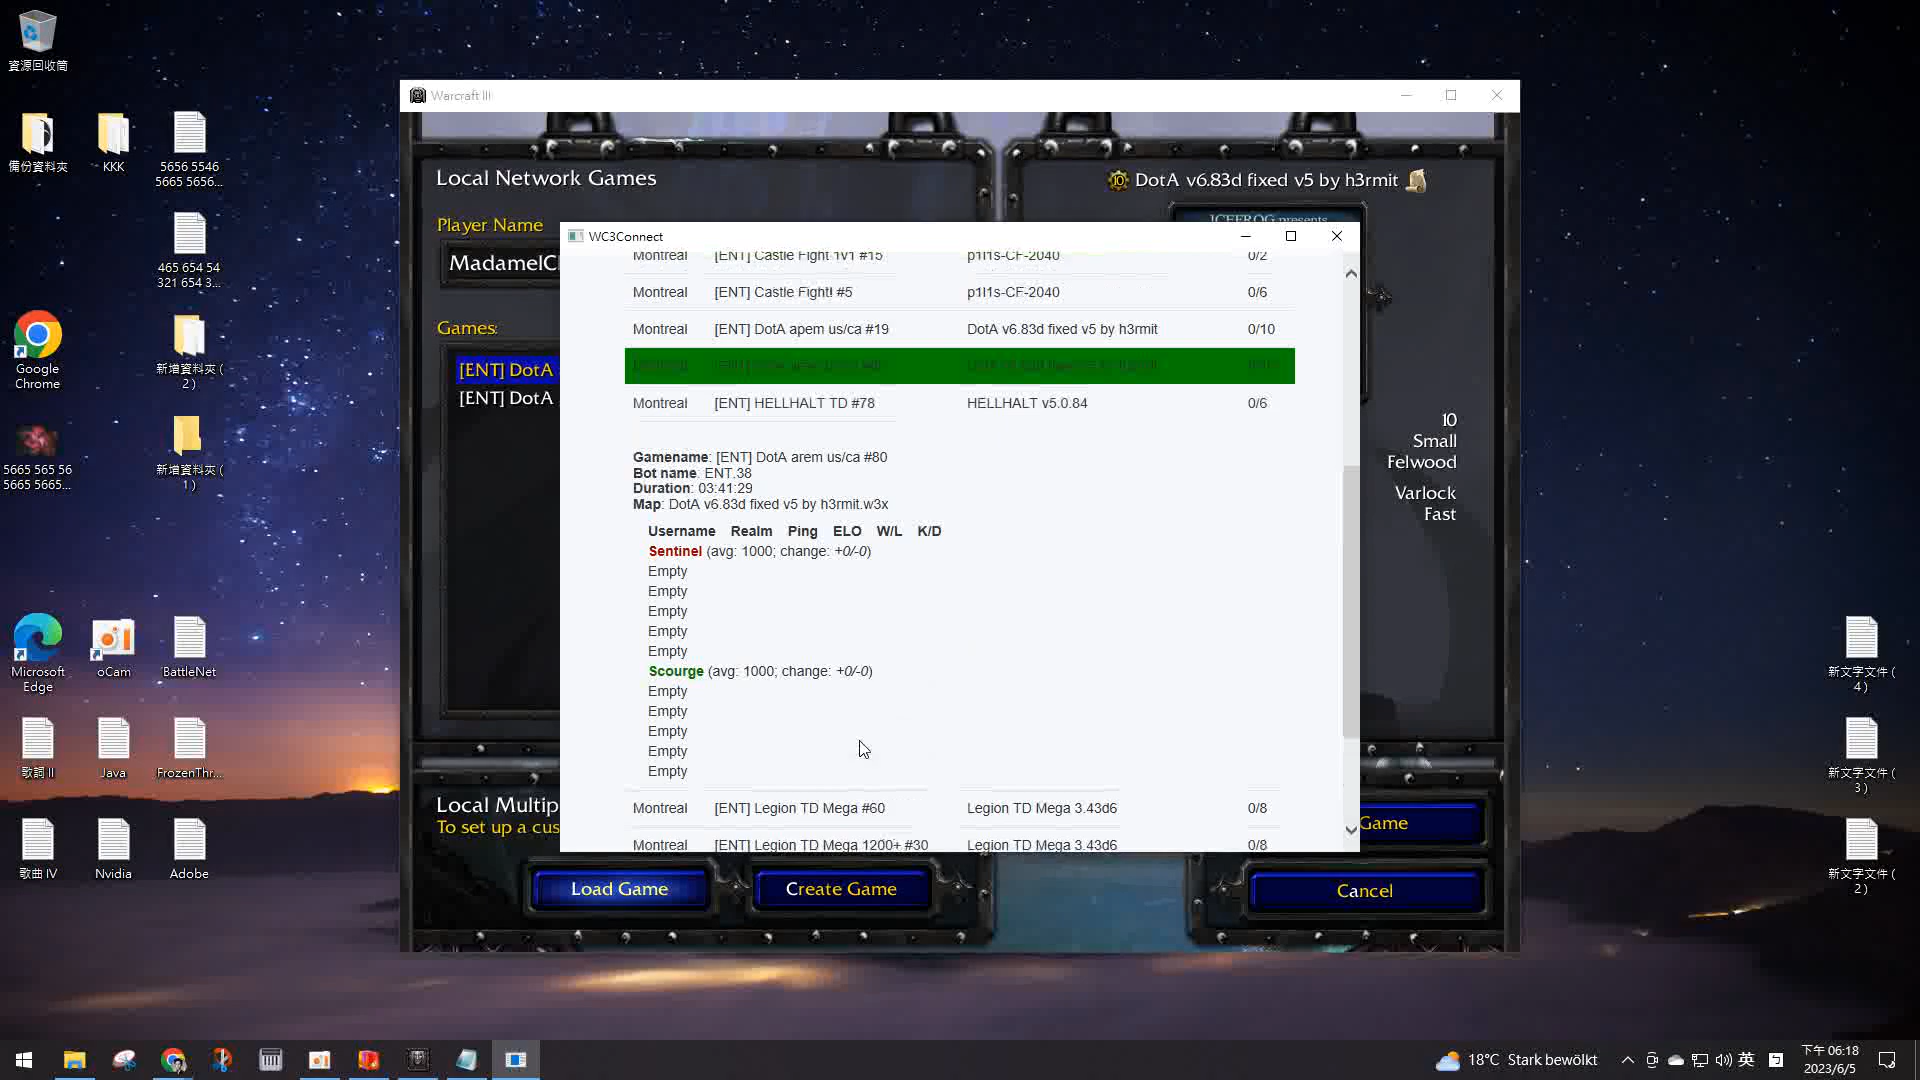 資源回收筒
備份資料夾
KKK
5656 5546
5665 5656...
465 654 54
321 654 3...
Google
Chrome
新增資料夾 (
2 )
5665 565 56
5665 5665...
新增資料夾 (
1 )
Microsoft
Edge
oCam
'BattleNet
歌詞 II
Java
FrozenThr...
歌曲 IV
Nvidia
Adobe
新文字文件 (
4 )
新文字文件 (
3 )
新文字文件 (
2 )
Warcraft III
Local Network Games
10 DotA v6.83d fixed v5 by h3rmit
ICEFROG presents
Player Name
Games:
[ENT] DotA
[ENT] DotA
10
Small
Felwood
Varlock
Fast
Local Multip
To set up a cus
Game
Load Game
Create Game
Cancel
WC3Connect
Montreal [ENT] Castle Fight 1v1 #15 p1l1s-CF-2040 0/2
Montreal [ENT] Castle Fight! #5 p1l1s-CF-2040 0/6
Montreal [ENT] DotA apem us/ca #19 DotA v6.83d fixed v5 by h3rmit 0/10
Montreal [ENT] HELLHALT TD #78 HELLHALT v5.0.84 0/6
Gamename: [ENT] DotA arem us/ca #80
Bot name: ENT.38
Duration: 03:41:29
Map: DotA v6.83d fixed v5 by h3rmit.w3x
Username Realm Ping ELO W/L K/D
Sentinel (avg: 1000; change: +0/-0)
Empty
Empty
Empty
Empty
Empty
Scourge (avg: 1000; change: +0/-0)
Empty
Empty
Empty
Empty
Empty
Montreal [ENT] Legion TD Mega #60 Legion TD Mega 3.43d6 0/8
Montreal [ENT] Legion TD Mega 1200+ #30 Legion TD Mega 3.43d6 0/8
18°C Stark bewölkt
英
下午 06:18
2023/6/5